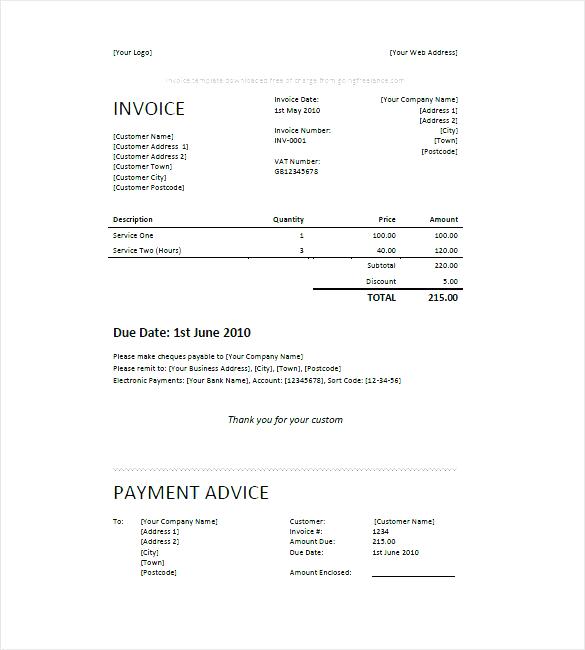 [Your Logo] [Your Web Address]
Invoice template downloaded free of charge from goingfreelance.com
INVOICE
[Customer Name]
[Customer Address 1]
[Customer Address 2]
[Customer Town]
[Customer City]
[Customer Postcode]
Invoice Date:
1st May 2010
Invoice Number:
INV-0001
VAT Number:
GB12345678
[Your Company Name]
[Address 1]
[Address 2]
[City]
[Town]
[Postcode]
Description Quantity Price Amount
Service One 1 100.00 100.00
Service Two (Hours) 3 40.00 120.00
Subtotal 220.00
Discount 5.00
TOTAL 215.00
Due Date: 1st June 2010
Please make cheques payable to [Your Company Name]
Please remit to: [Your Business Address], [City], [Town], [Postcode]
Electronic Payments: [Your Bank Name], Account: [12345678], Sort Code: [12-34-56]
Thank you for your custom
PAYMENT ADVICE
To: [Your Company Name]
[Address 1]
[Address 2]
[City]
[Town]
[Postcode]
Customer: [Customer Name]
Invoice #: 1234
Amount Due: 215.00
Due Date: 1st June 2010
Amount Enclosed: